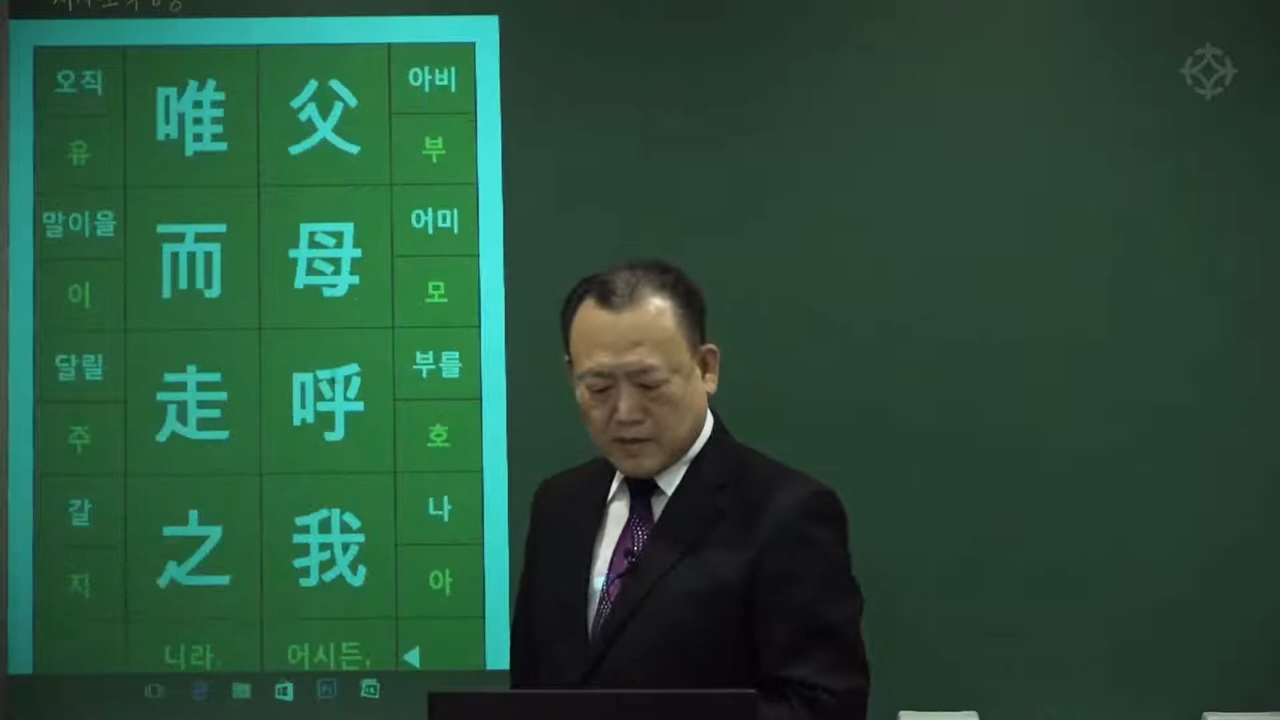 아비 부
父
어미 모
母
부를 호
呼
나 아
我
어시든,
오직 유
唯
말이을 이
而
달릴 주
走
갈 지
之
니라.